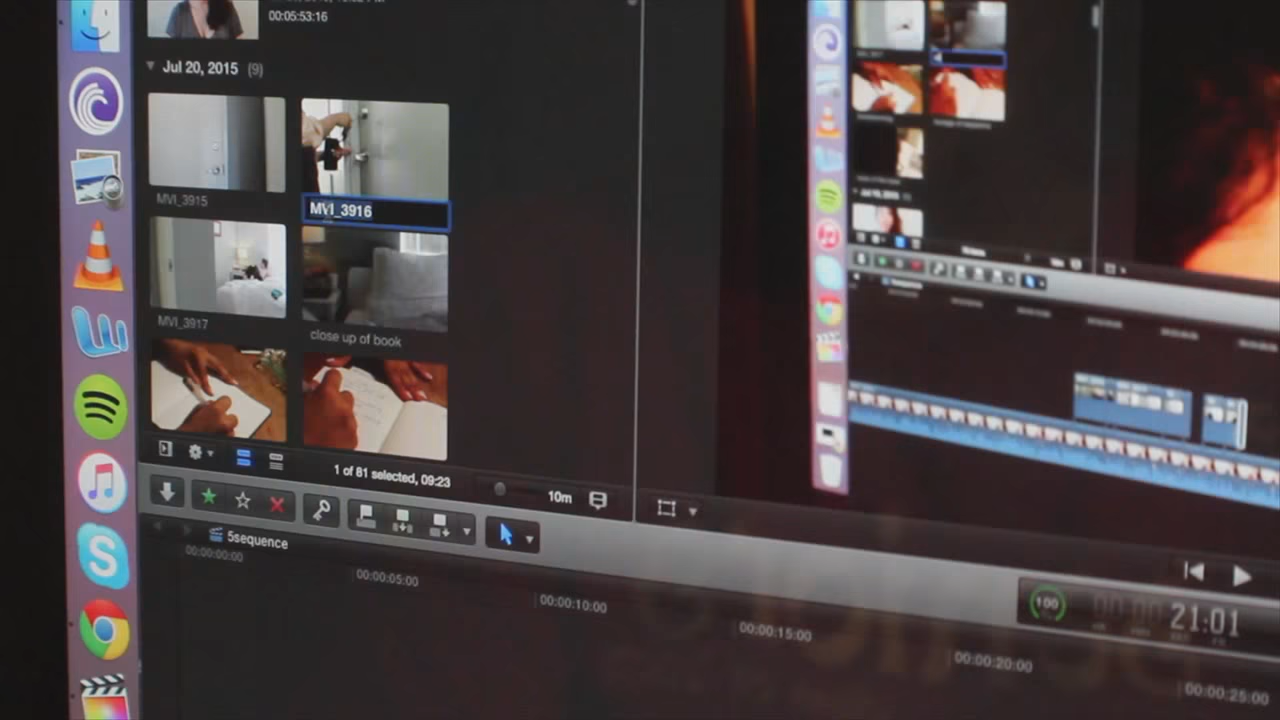 00:05:53:16
Jul 20, 2015 (9)
MVI_3915
MVI_3916
MVI_3917
close up of book
1 of 81 selected, 09:23
10m
5sequence
00:00:00:00
00:00:05:00
00:00:10:00
00:00:15:00
00:00:20:00
00:00:25:00
100
21:01